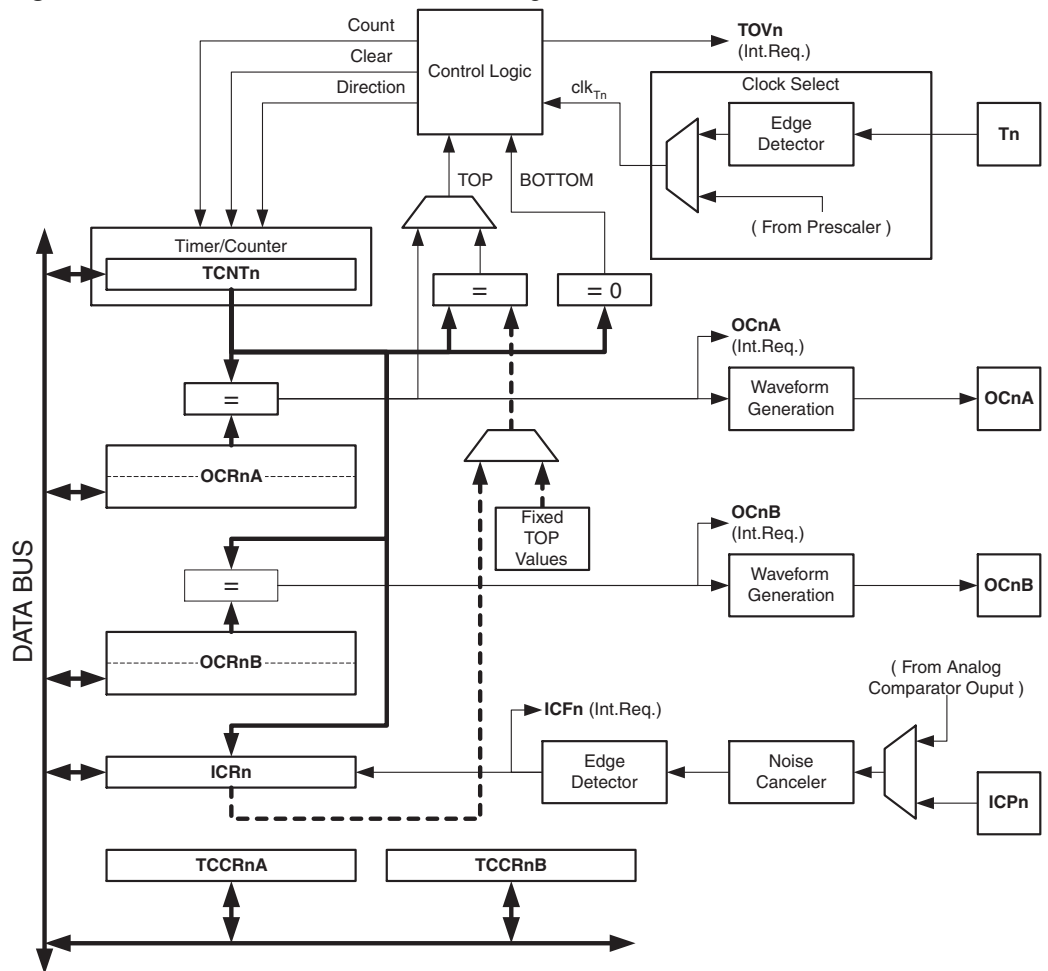 Count
Clear
Direction
Control Logic
TOVn
(Int.Req.)
clkTn
Clock Select
Edge
Detector
Tn
( From Prescaler )
TOP
BOTTOM
Timer/Counter
TCNTn
=
= 0
OCnA
(Int.Req.)
=
Waveform
Generation
OCnA
OCRnA
Fixed
TOP
Values
OCnB
(Int.Req.)
=
Waveform
Generation
OCnB
OCRnB
DATA BUS
( From Analog
Comparator Ouput )
ICFn (Int.Req.)
ICRn
Edge
Detector
Noise
Canceler
ICPn
TCCRnA
TCCRnB